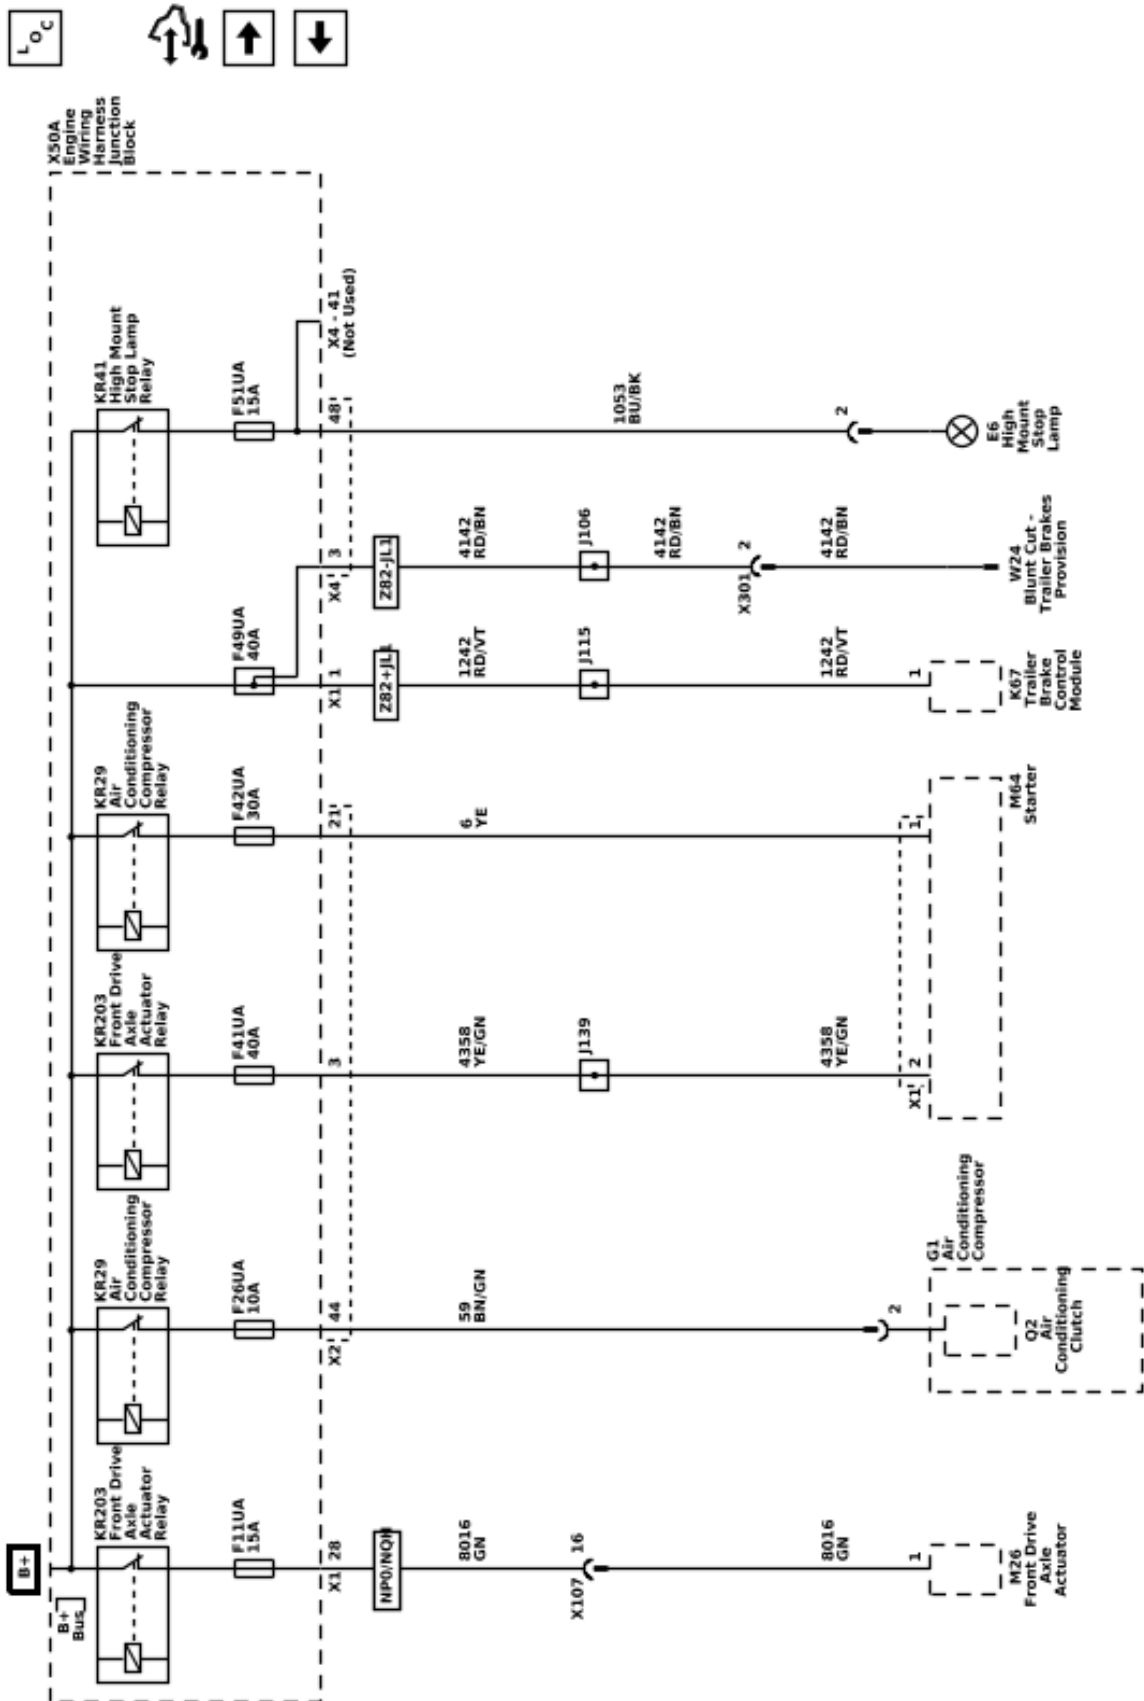 LOC
B+
B+
Bus
X50A
Engine
Wiring
Harness
Junction
Block
KR203
Front Drive
Axle
Actuator
Relay
KR29
Air
Conditioning
Compressor
Relay
KR203
Front Drive
Axle
Actuator
Relay
KR29
Air
Conditioning
Compressor
Relay
KR41
High Mount
Stop Lamp
Relay
F11UA
15A
F26UA
10A
F41UA
40A
F42UA
30A
F49UA
40A
F51UA
15A
X1 28
X2 44
3
21
X1 1
X4 3
48
X4 - 41
(Not Used)
Z82+JL1
Z82-JL1
8016
GN
59
BN/GN
4358
YE/GN
6
YE
1242
RD/VT
4142
RD/BN
1053
BU/BK
X107 16
J139
J115
J106
4142
RD/BN
X301 2
8016
GN
4358
YE/GN
1242
RD/VT
4142
RD/BN
2
1
2
X1 2
1
1
M26
Front Drive
Axle
Actuator
G1
Air
Conditioning
Compressor
Q2
Air
Conditioning
Clutch
M64
Starter
K67
Trailer
Brake
Control
Module
W24
Blunt Cut -
Trailer Brakes
Provision
E6
High
Mount
Stop
Lamp